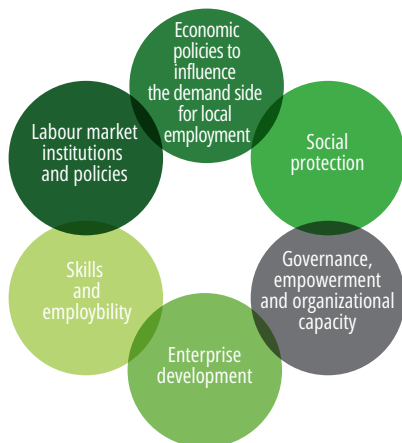 Economic
policies to
influence
the demand side
for local
employment
Labour market
institutions
and policies
Social
protection
Skills
and
employbility
Governance,
empowerment
and organizational
capacity
Enterprise
development